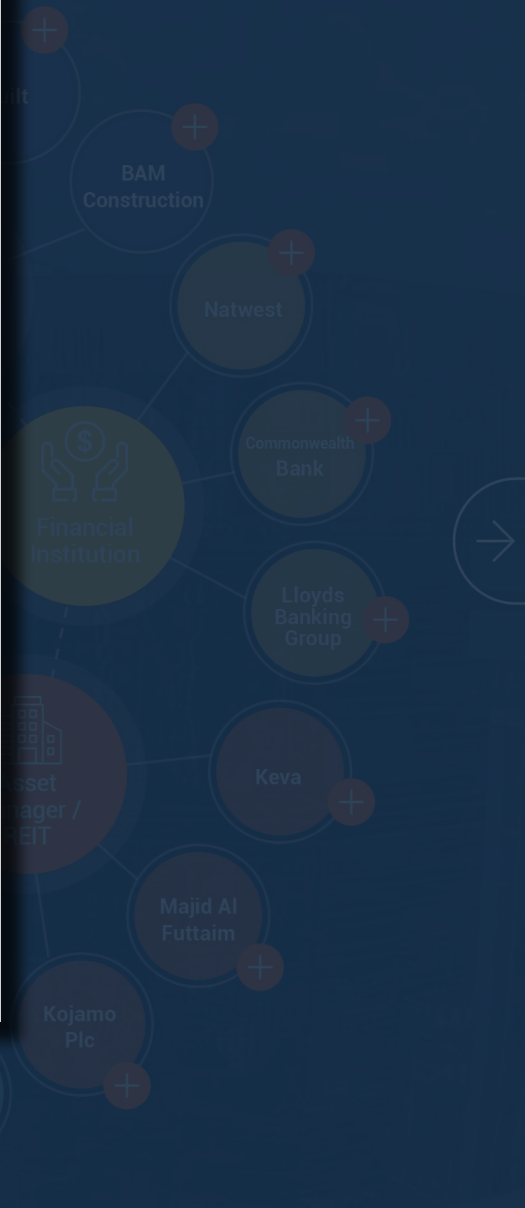 BAM
Construction
Natwest
Commonwealth
Bank
$
Financial
Institution
Lloyds
Banking
Group
Keva
Majid Al
Futtaim
Kojamo
Plc